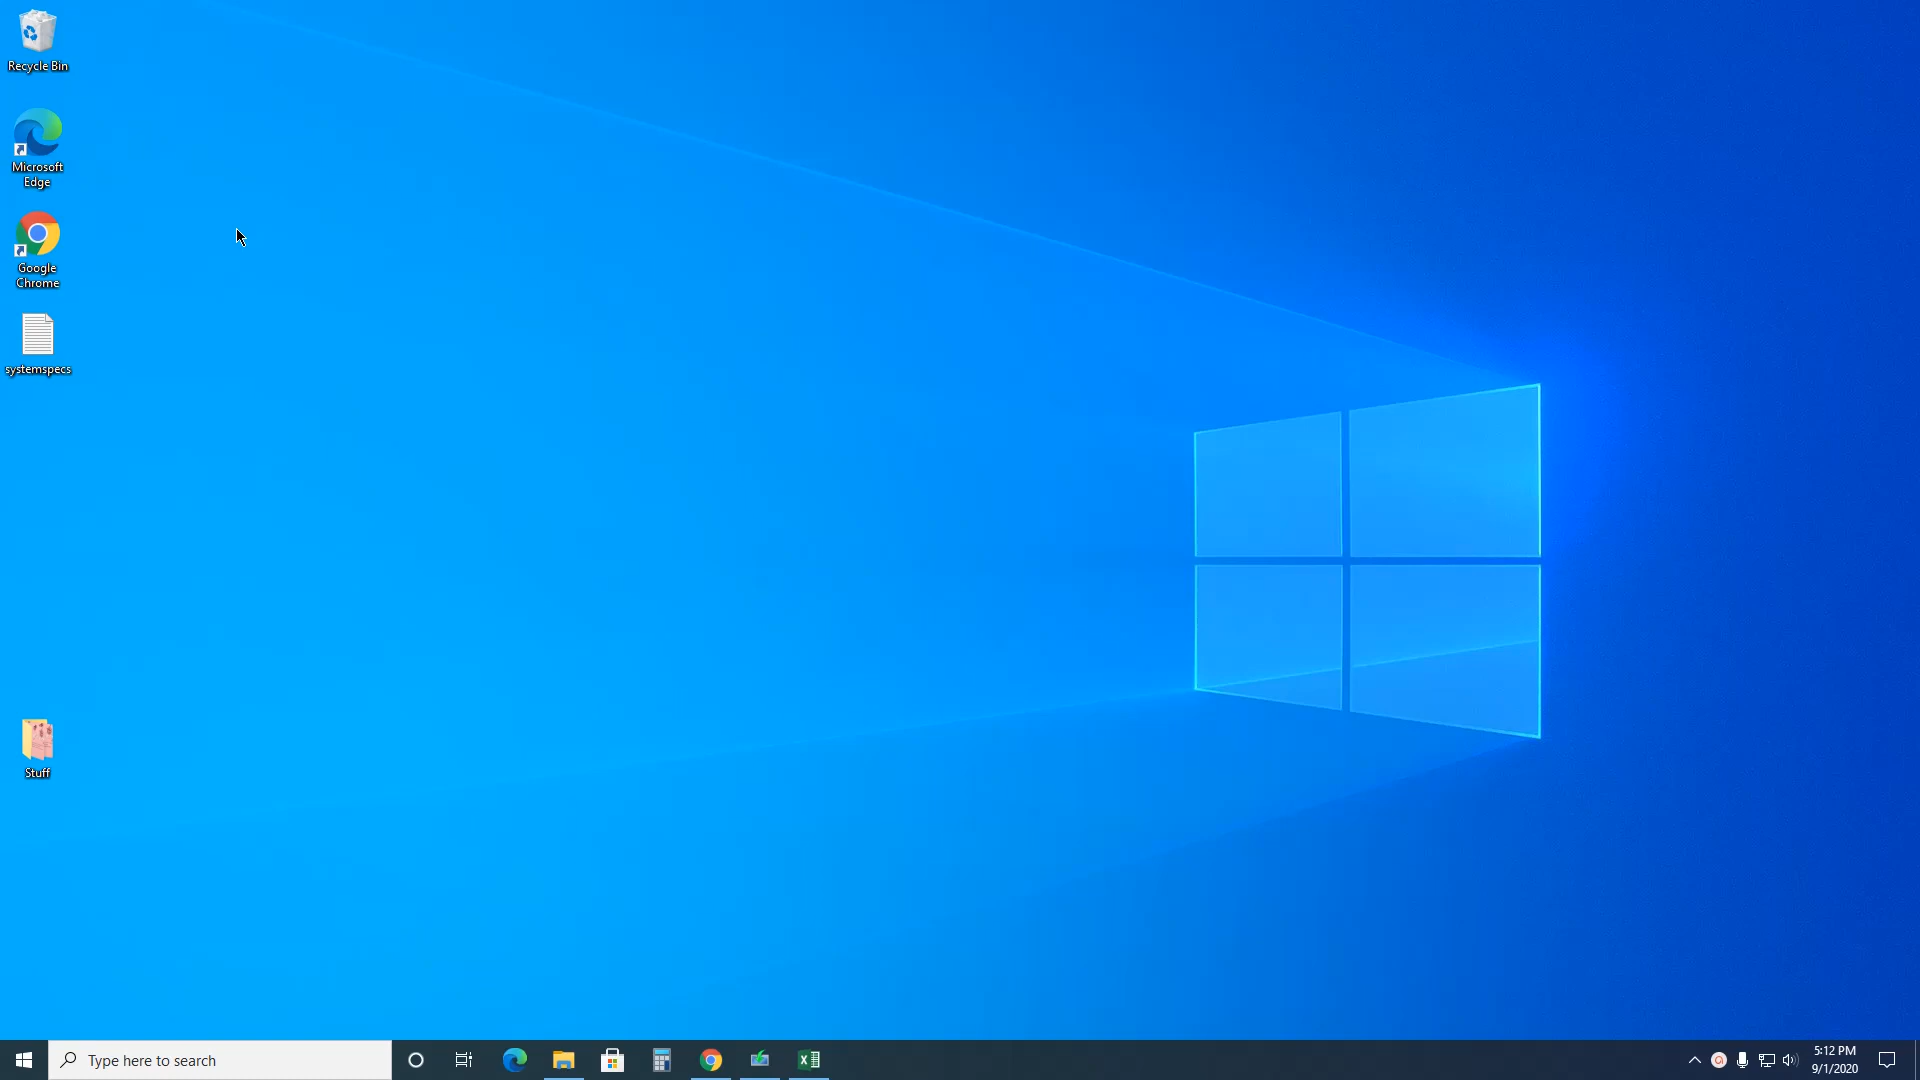 Recycle Bin
Microsoft
Edge
Google
Chrome
systemspecs
Stuff
Type here to search
5:12 PM
9/1/2020